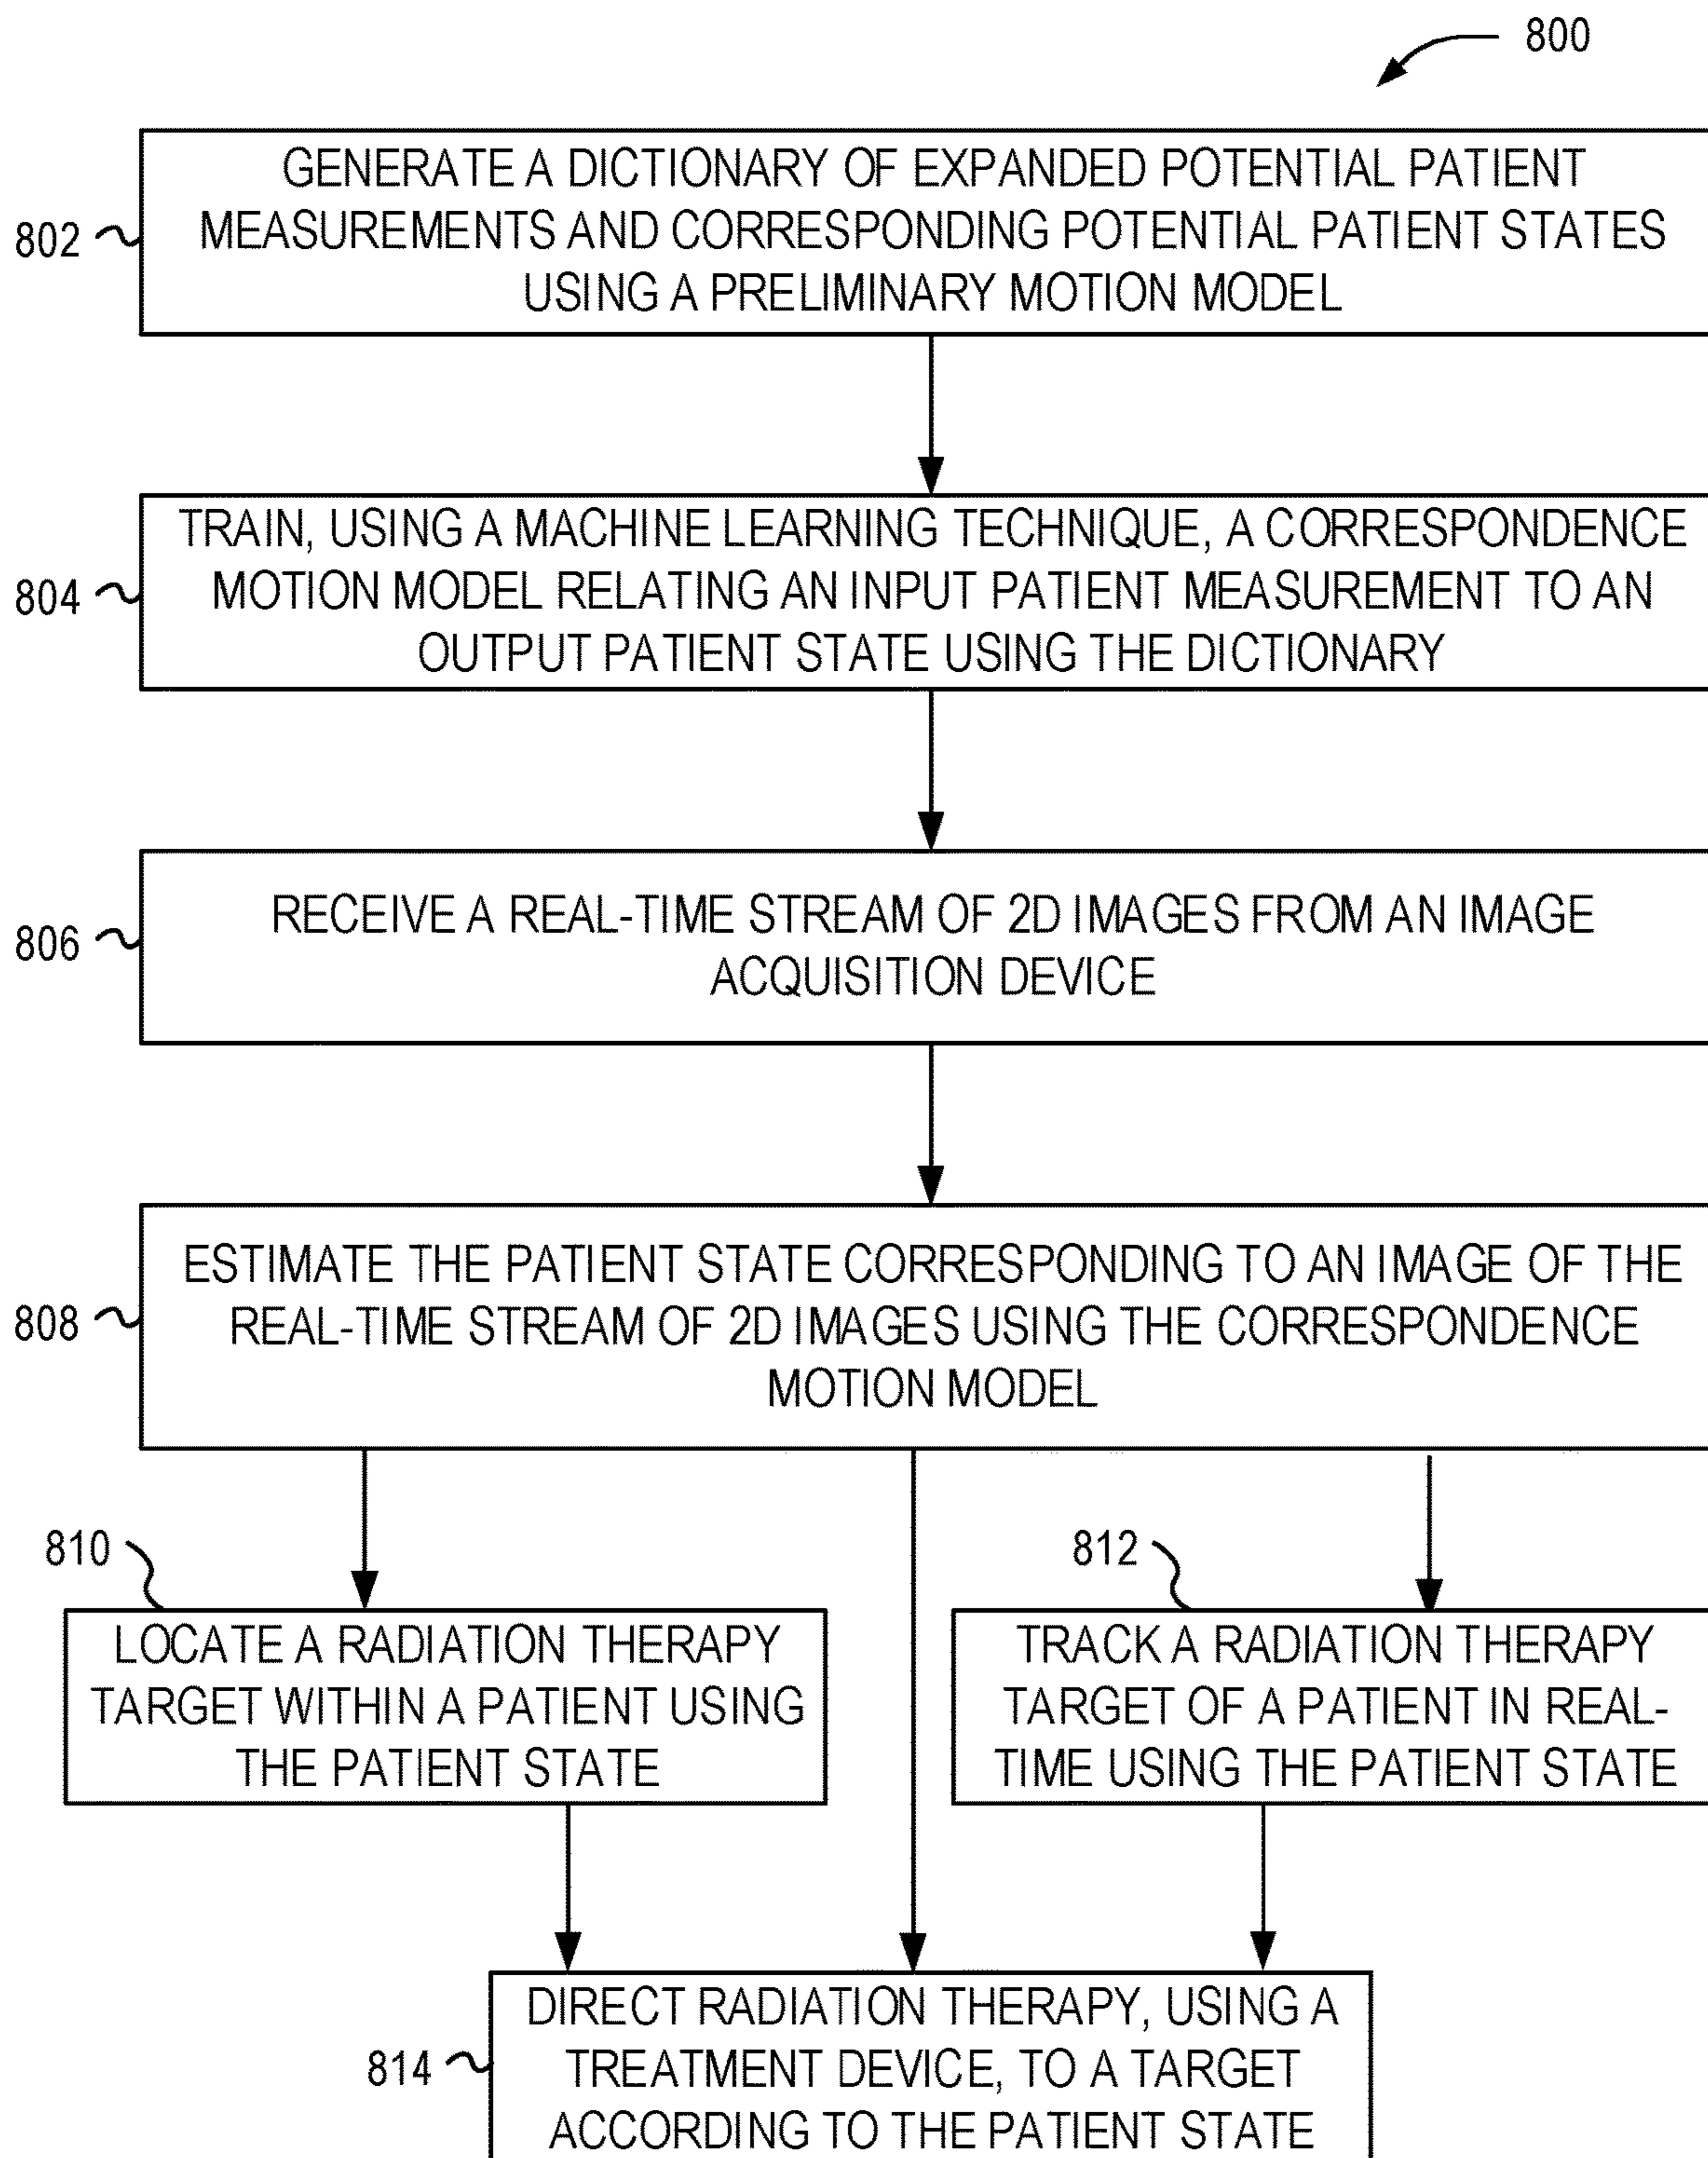 800
GENERATE A DICTIONARY OF EXPANDED POTENTIAL PATIENT
MEASUREMENTS AND CORRESPONDING POTENTIAL PATIENT STATES
USING A PRELIMINARY MOTION MODEL
802
TRAIN, USING A MACHINE LEARNING TECHNIQUE, A CORRESPONDENCE
MOTION MODEL RELATING AN INPUT PATIENT MEASUREMENT TO AN
OUTPUT PATIENT STATE USING THE DICTIONARY
804
RECEIVE A REAL-TIME STREAM OF 2D IMAGES FROM AN IMAGE
ACQUISITION DEVICE
806
ESTIMATE THE PATIENT STATE CORRESPONDING TO AN IMAGE OF THE
REAL-TIME STREAM OF 2D IMAGES USING THE CORRESPONDENCE
MOTION MODEL
808
810
LOCATE A RADIATION THERAPY
TARGET WITHIN A PATIENT USING
THE PATIENT STATE
812
TRACK A RADIATION THERAPY
TARGET OF A PATIENT IN REAL-
TIME USING THE PATIENT STATE
DIRECT RADIATION THERAPY, USING A
TREATMENT DEVICE, TO A TARGET
ACCORDING TO THE PATIENT STATE
814